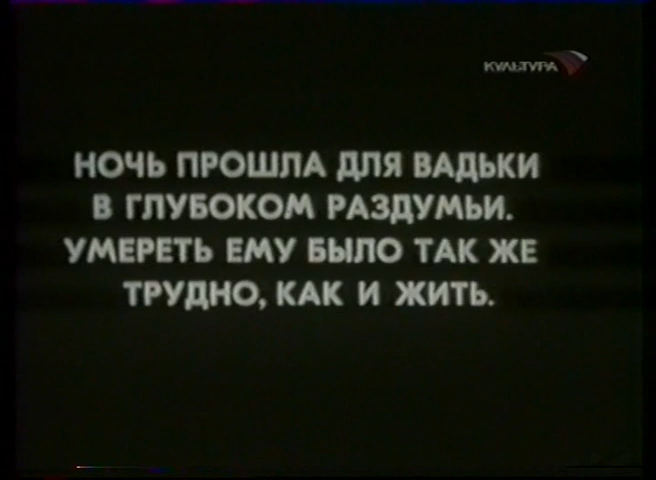 КУЛЬТУРА
НОЧЬ ПРОШЛА ДЛЯ ВАДЬКИ
В ГЛУБОКОМ РАЗДУМЬИ.
УМЕРЕТЬ ЕМУ БЫЛО ТАК ЖЕ
ТРУДНО, КАК И ЖИТЬ.